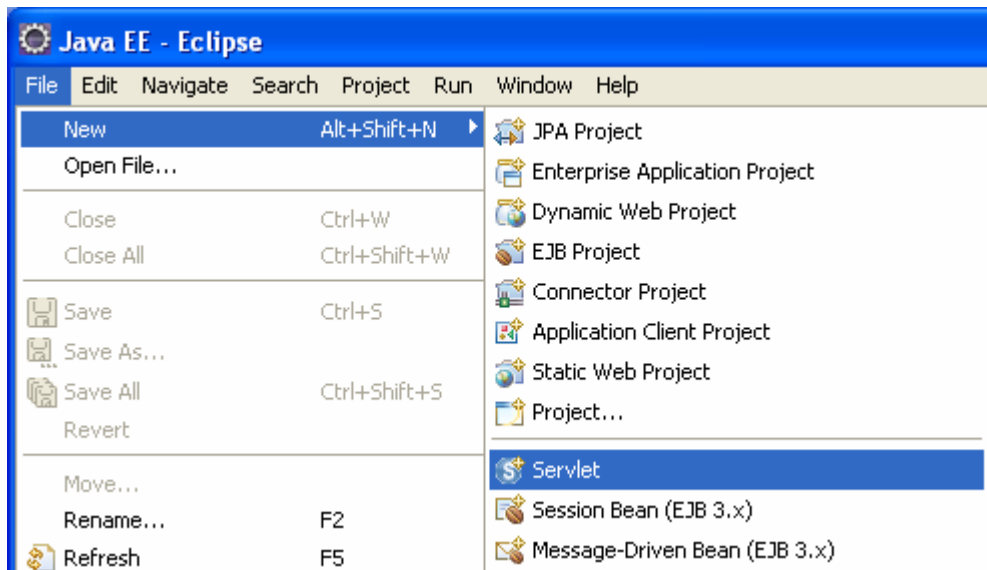 Java EE - Eclipse
File Edit Navigate Search Project Run Window Help
New Alt+Shift+N
Open File...
Close Ctrl+W
Close All Ctrl+Shift+W
Save Ctrl+S
Save As...
Save All Ctrl+Shift+S
Revert
Move...
Rename... F2
Refresh F5
JPA Project
Enterprise Application Project
Dynamic Web Project
EJB Project
Connector Project
Application Client Project
Static Web Project
Project...
Servlet
Session Bean (EJB 3.x)
Message-Driven Bean (EJB 3.x)